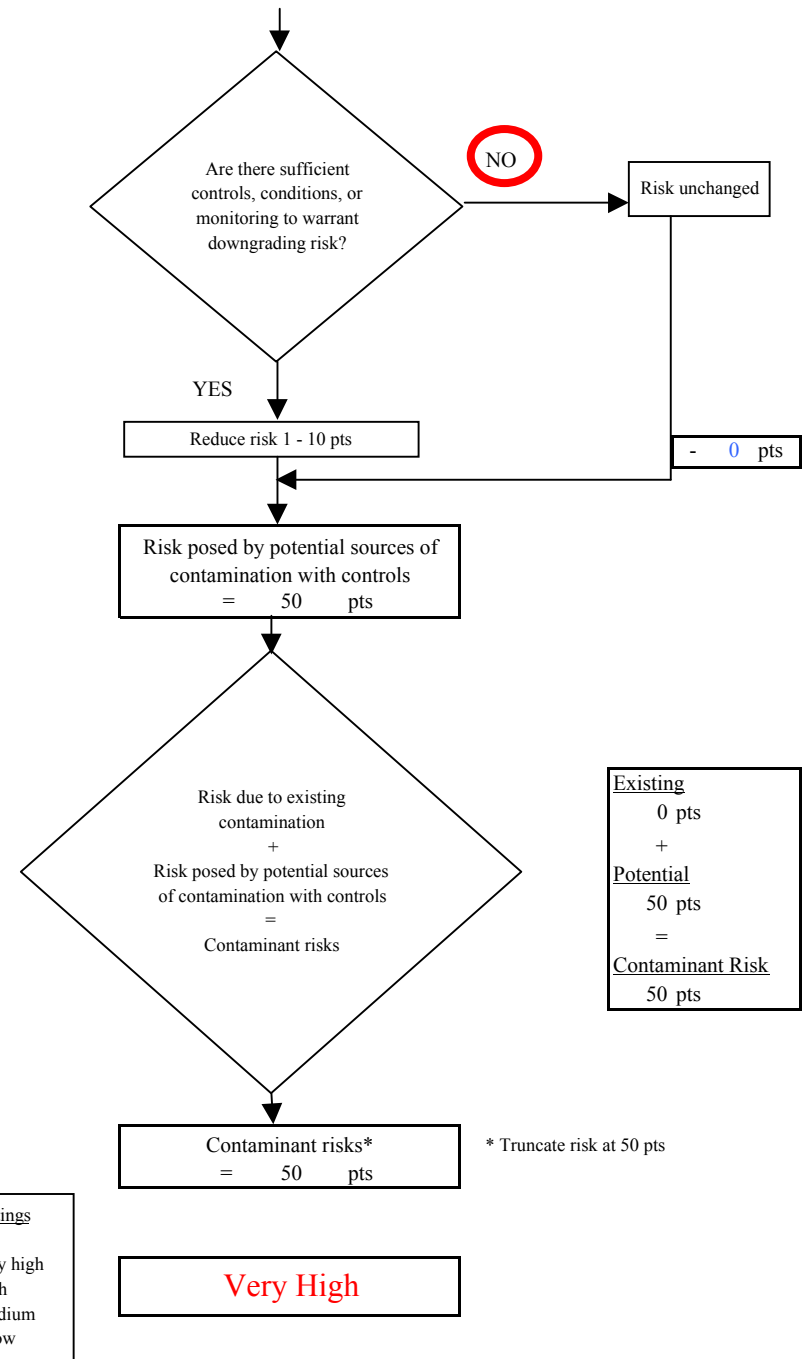 Are there sufficient
controls, conditions, or
monitoring to warrant
downgrading risk?
NO
Risk unchanged
YES
Reduce risk 1 - 10 pts
- 0 pts
Risk posed by potential sources of
contamination with controls
= 50 pts
Risk due to existing
contamination
+
Risk posed by potential sources
of contamination with controls
=
Contaminant risks
Existing
0 pts
+
Potential
50 pts
=
Contaminant Risk
50 pts
Contaminant risks*
= 50 pts
* Truncate risk at 50 pts
high
Very High